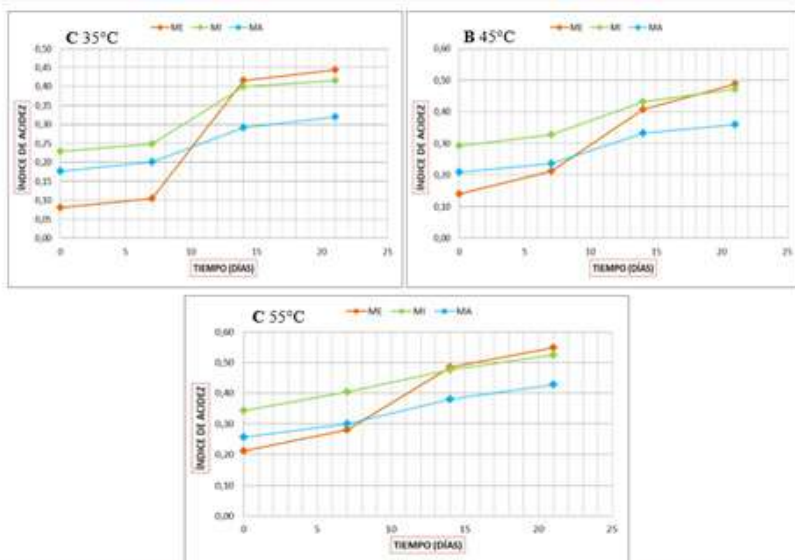 C 35°C
ME MI MA
0,50
0,45
0,40
0,35
0,30
0,25
0,20
0,15
0,10
0,05
0,00
ÍNDICE DE ACIDEZ
0 5 10 15 20 25
TIEMPO (DÍAS)
B 45°C
ME MI MA
0,60
0,50
0,40
0,30
0,20
0,10
0,00
ÍNDICE DE ACIDEZ
0 5 10 15 20 25
TIEMPO (DÍAS)
C 55°C
ME MI MA
0,60
0,50
0,40
0,30
0,20
0,10
0,00
ÍNDICE DE ACIDEZ
0 5 10 15 20 25
TIEMPO (DÍAS)